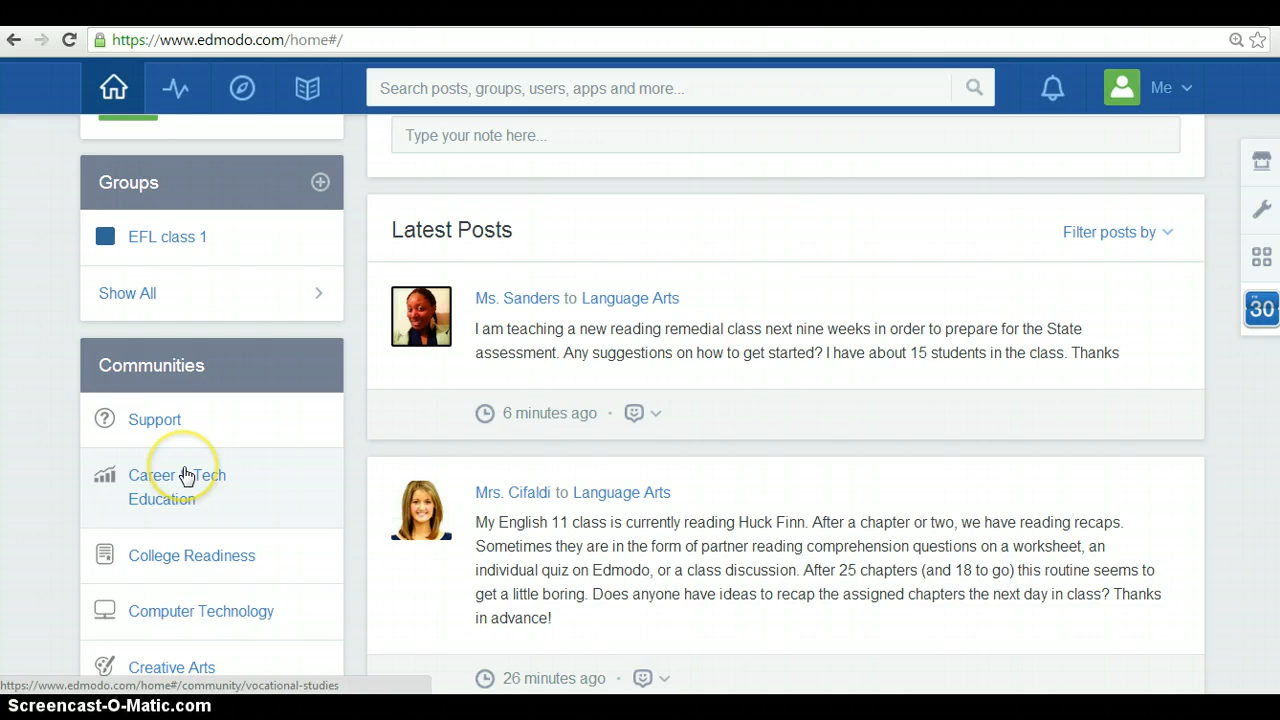 https://www.edmodo.com/home#/
Search posts, groups, users, apps and more...
Me
Type your note here...
Groups
EFL class 1
Show All
Communities
Support
Career Tech
Education
College Readiness
Computer Technology
Creative Arts
Latest Posts
Filter posts by
Ms. Sanders to Language Arts
I am teaching a new reading remedial class next nine weeks in order to prepare for the State
assessment. Any suggestions on how to get started? I have about 15 students in the class. Thanks
6 minutes ago
Mrs. Cifaldi to Language Arts
My English 11 class is currently reading Huck Finn. After a chapter or two, we have reading recaps.
Sometimes they are in the form of partner reading comprehension questions on a worksheet, an
individual quiz on Edmodo, or a class discussion. After 25 chapters (and 18 to go) this routine seems to
get a little boring. Does anyone have ideas to recap the assigned chapters the next day in class? Thanks
in advance!
26 minutes ago
30
https://www.edmodo.com/home#/community/vocational-studies
Screencast-O-Matic.com